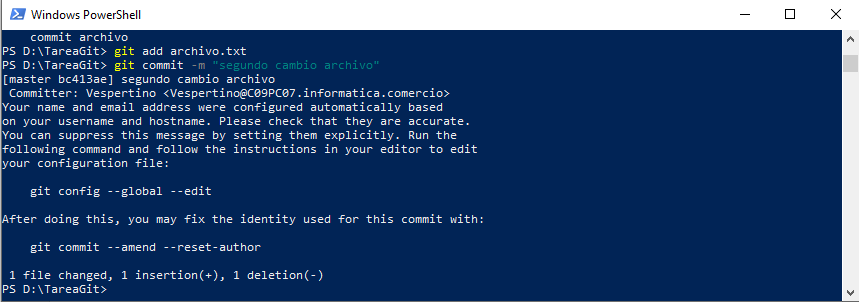 Windows PowerShell
commit archivo
PS D:\TareaGit> git add archivo.txt
PS D:\TareaGit> git commit -m "segundo cambio archivo"
[master bc413ae] segundo cambio archivo
 Committer: Vespertino <Vespertino@C09PC07.informatica.comercio>
Your name and email address were configured automatically based
on your username and hostname. Please check that they are accurate.
You can suppress this message by setting them explicitly. Run the
following command and follow the instructions in your editor to edit
your configuration file:
    git config --global --edit
After doing this, you may fix the identity used for this commit with:
    git commit --amend --reset-author
 1 file changed, 1 insertion(+), 1 deletion(-)
PS D:\TareaGit>